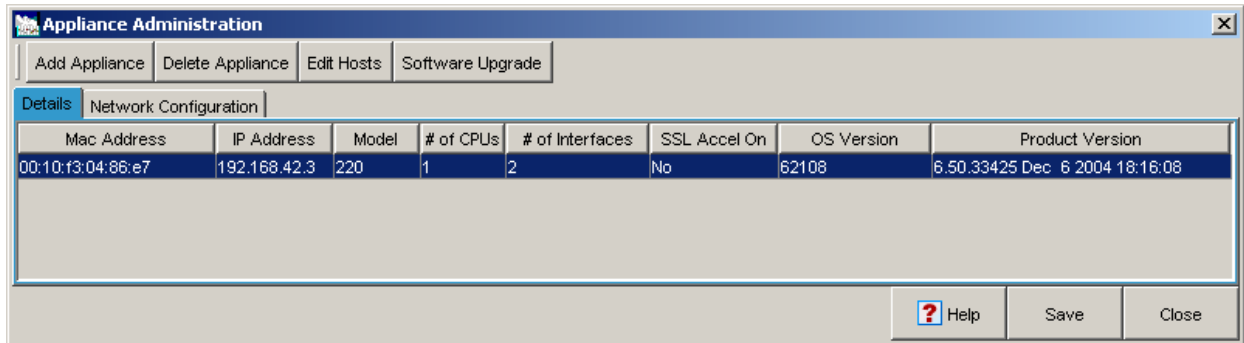 Appliance Administration
Add Appliance Delete Appliance Edit Hosts Software Upgrade
Details Network Configuration
Mac Address IP Address Model # of CPUs # of Interfaces SSL Accel On OS Version Product Version
00:10:f3:04:86:e7 192.168.42.3 220 1 2 No 62108 6.50.33425 Dec 6 2004 18:16:08
? Help Save Close